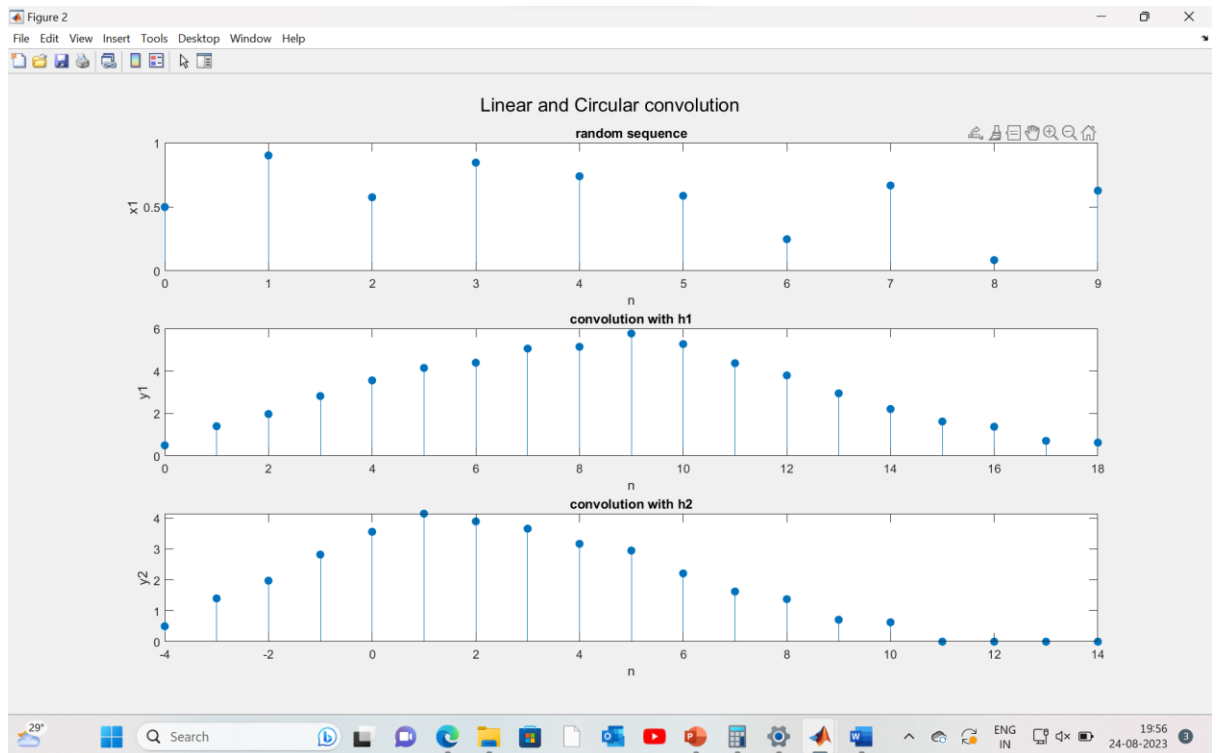 Figure 2
File Edit View Insert Tools Desktop Window Help
Linear and Circular convolution
random sequence
1
0.5
0
x1
0 1 2 3 4 5 6 7 8 9
n
convolution with h1
6
4
2
0
y1
0 2 4 6 8 10 12 14 16 18
n
convolution with h2
4
3
2
1
0
y2
-4 -2 0 2 4 6 8 10 12 14
n
29°
Search
ENG
IN
19:56
24-08-2023
3